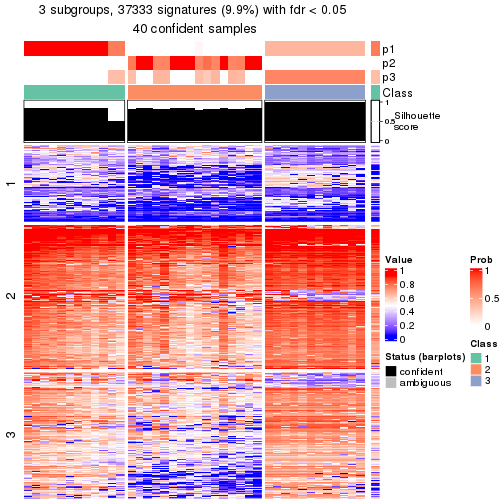 3 subgroups, 37333 signatures (9.9%) with fdr < 0.05
40 confident samples
p1
p2
p3
Class
1
0.5
0
Silhouette
score
1
2
3
Value
1
0.8
0.6
0.4
0.2
0
Prob
1
0.5
0
Status (barplots)
confident
ambiguous
Class
1
2
3